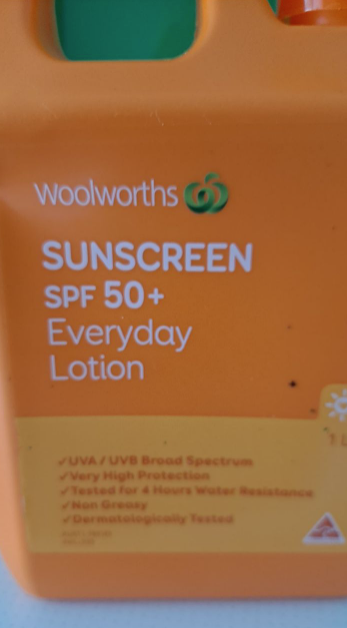 woolworths
SUNSCREEN
SPF 50+
Everyday
Lotion
1 L
✓UVA / UVB Broad Spectrum
✓Very High Protection
✓Tested for 4 Hours Water Resistance
✓Non Greasy
✓Dermatologically Tested